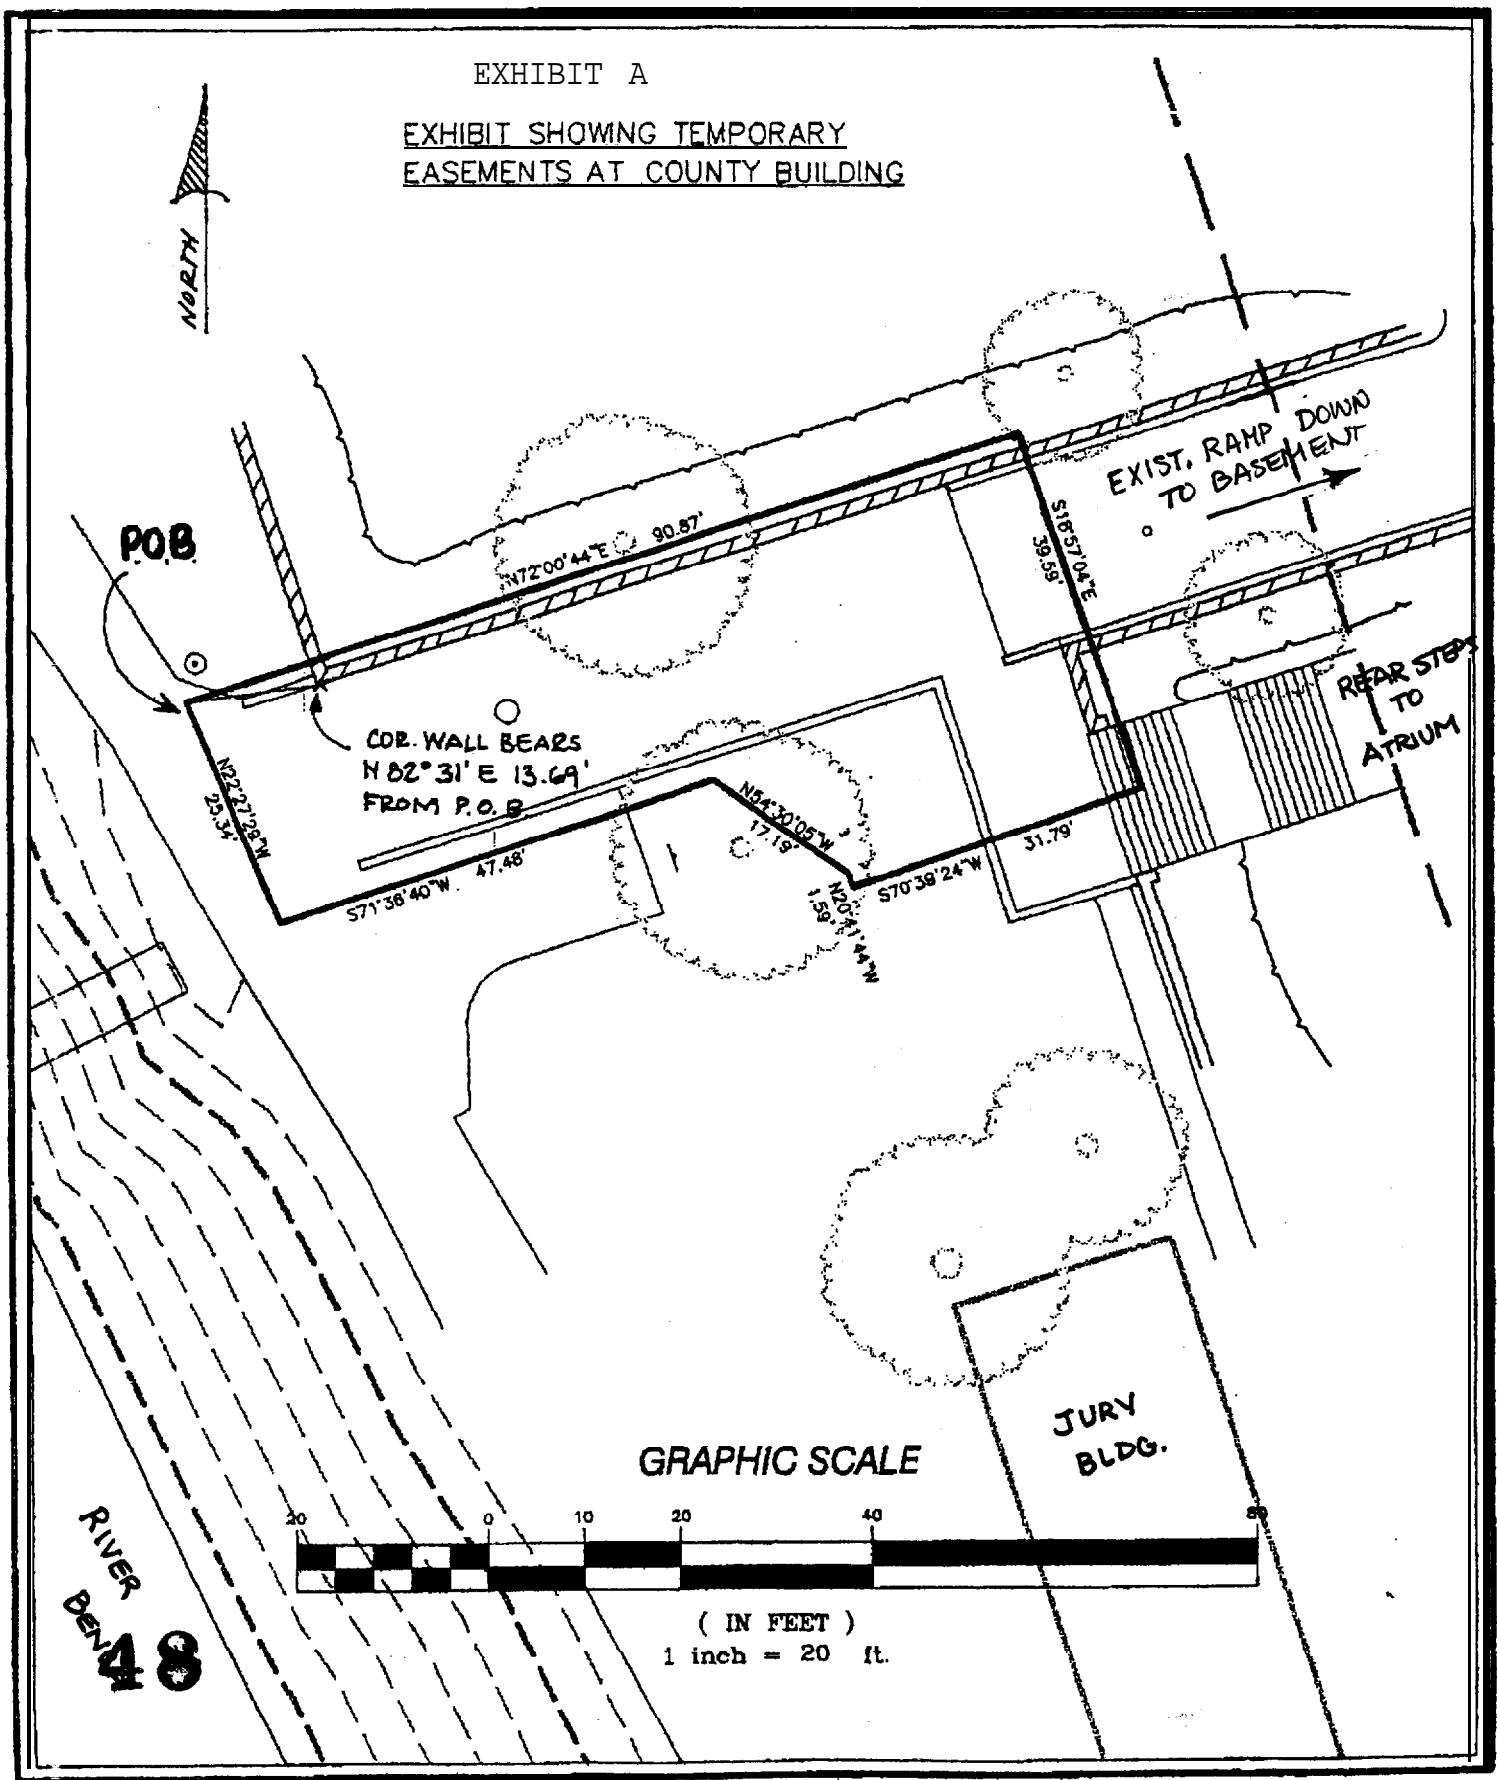 EXHIBIT A
EXHIBIT SHOWING TEMPORARY
EASEMENTS AT COUNTY BUILDING
NORTH
P.O.B.
EXIST. RAMP DOWN
TO BASEMENT
N72°00'44"E 90.87'
S18°57'04"E
39.59'
REAR STEPS
TO
ATRIUM
COR. WALL BEARS
N 82°31' E 13.69'
FROM P.O.B.
N22°27'29"W
25.34'
S71°36'40"W 47.48'
N54°30'05"W
17.19'
N20°41'44"W
1.59'
S70°39'24"W 31.79'
JURY
BLDG.
GRAPHIC SCALE
20 0 10 20 40 80
( IN FEET )
1 inch = 20 ft.
RIVER
48